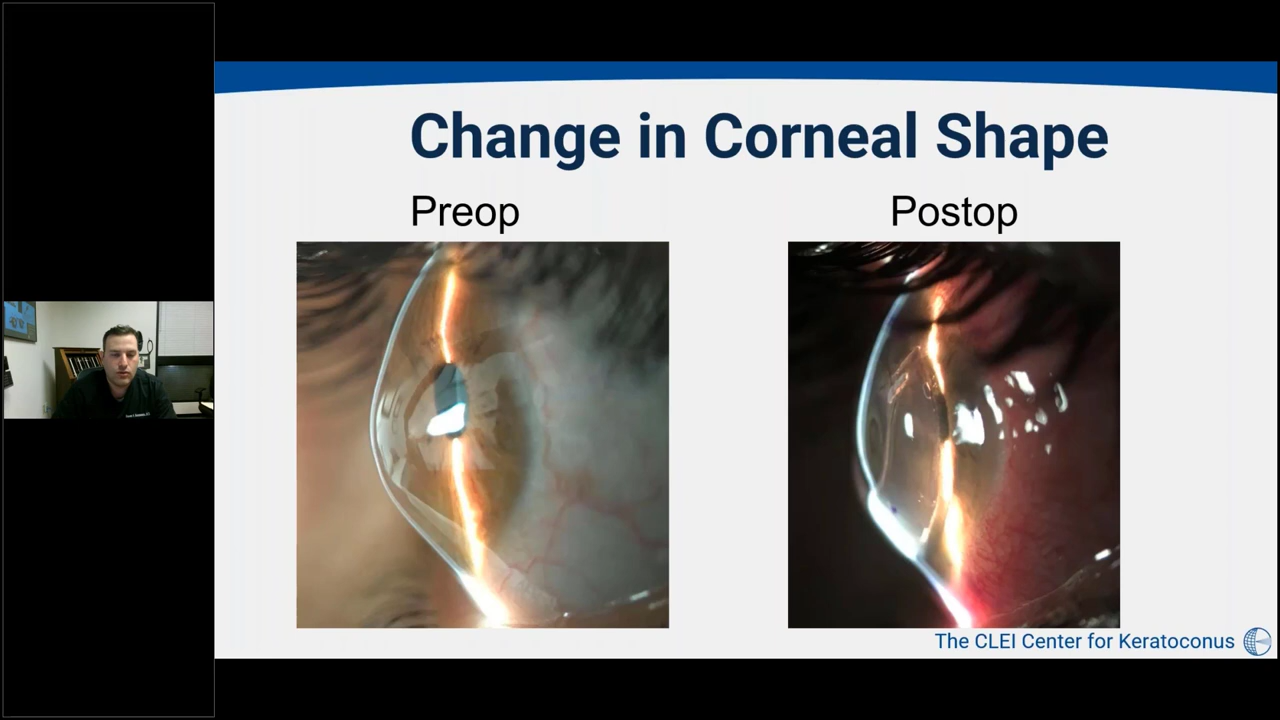 Change in Corneal Shape
Preop
Postop
The CLEI Center for Keratoconus